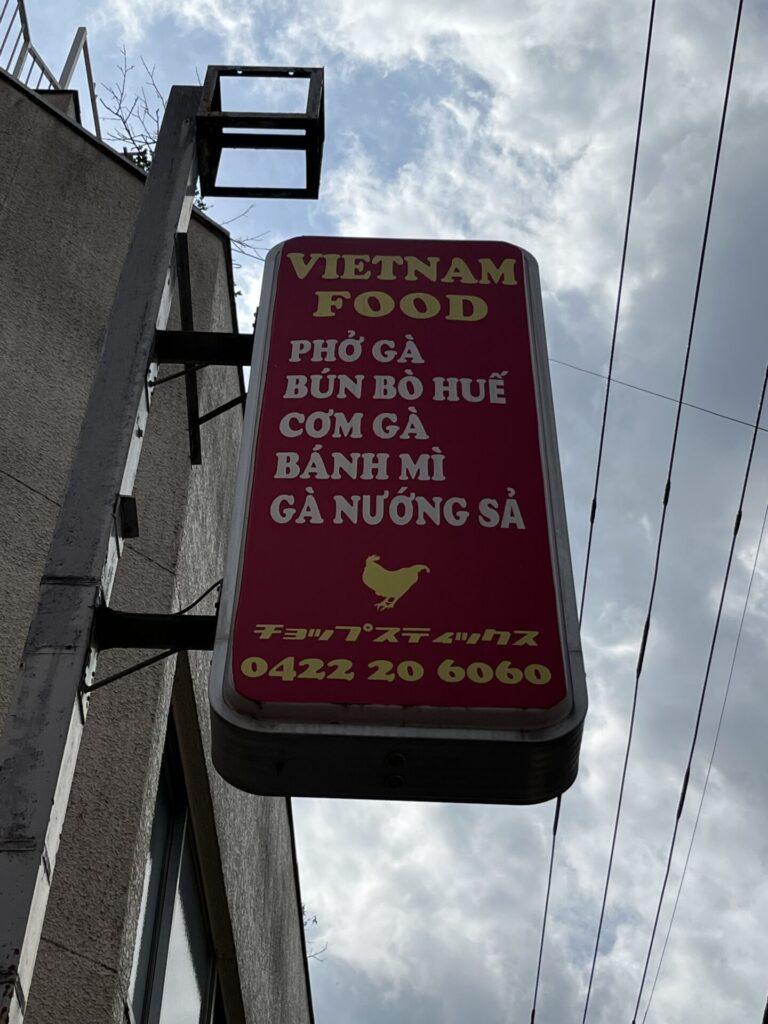 VIETNAM
FOOD
PHỞ GÀ
BÚN BÒ HUẾ
CƠM GÀ
BÁNH MÌ
GÀ NƯỚNG SẢ
チョップスティックス
0422 20 6060